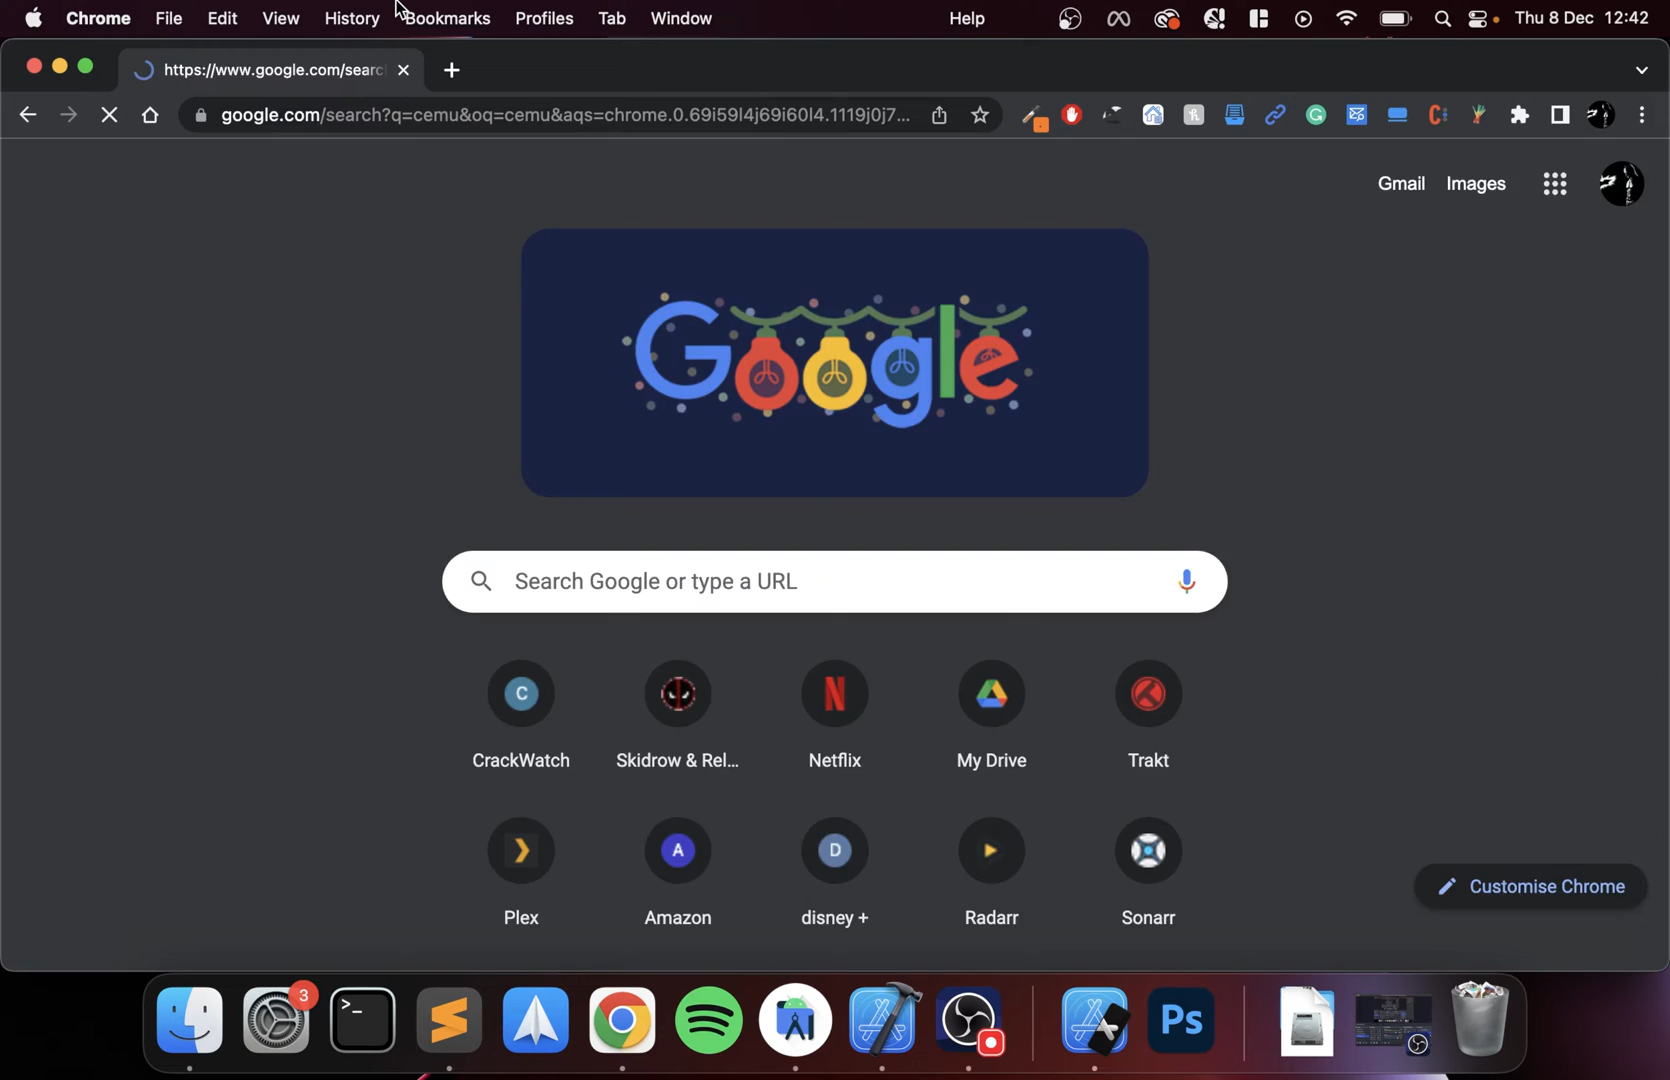 Chrome File Edit View History Bookmarks Profiles Tab Window Help Thu 8 Dec 12:42
https://www.google.com/searc
google.com/search?q=cemu&oq=cemu&aqs=chrome.0.69i59l4j69i60l4.1119j0j7...
Gmail Images
Google
Search Google or type a URL
C
N
CrackWatch Skidrow & Rel... Netflix My Drive Trakt
A
D
Plex Amazon disney + Radarr Sonarr
Customise Chrome
3
>_
Ps